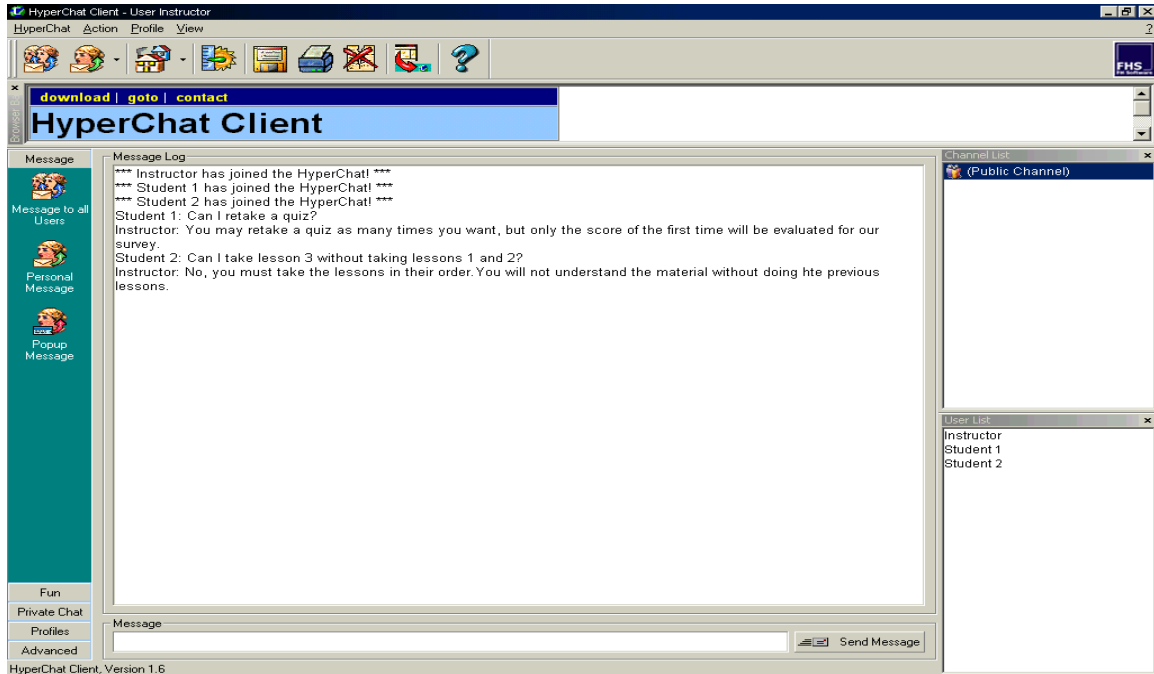 HyperChat Client - User Instructor
HyperChat Action Profile View ?
FHS_
download | goto | contact
HyperChat Client
Message
Message to all
Users
Personal
Message
Popup
Message
Fun
Private Chat
Profiles
Advanced
Message Log
*** Instructor has joined the HyperChat! ***
*** Student 1 has joined the HyperChat! ***
*** Student 2 has joined the HyperChat! ***
Student 1: Can I retake a quiz?
Instructor: You may retake a quiz as many times you want, but only the score of the first time will be evaluated for our
survey.
Student 2: Can I take lesson 3 without taking lessons 1 and 2?
Instructor: No, you must take the lessons in their order.You will not understand the material without doing hte previous
lessons.
Message
Send Message
Channel List
(Public Channel)
User List
Instructor
Student 1
Student 2
HyperChat Client, Version 1.6